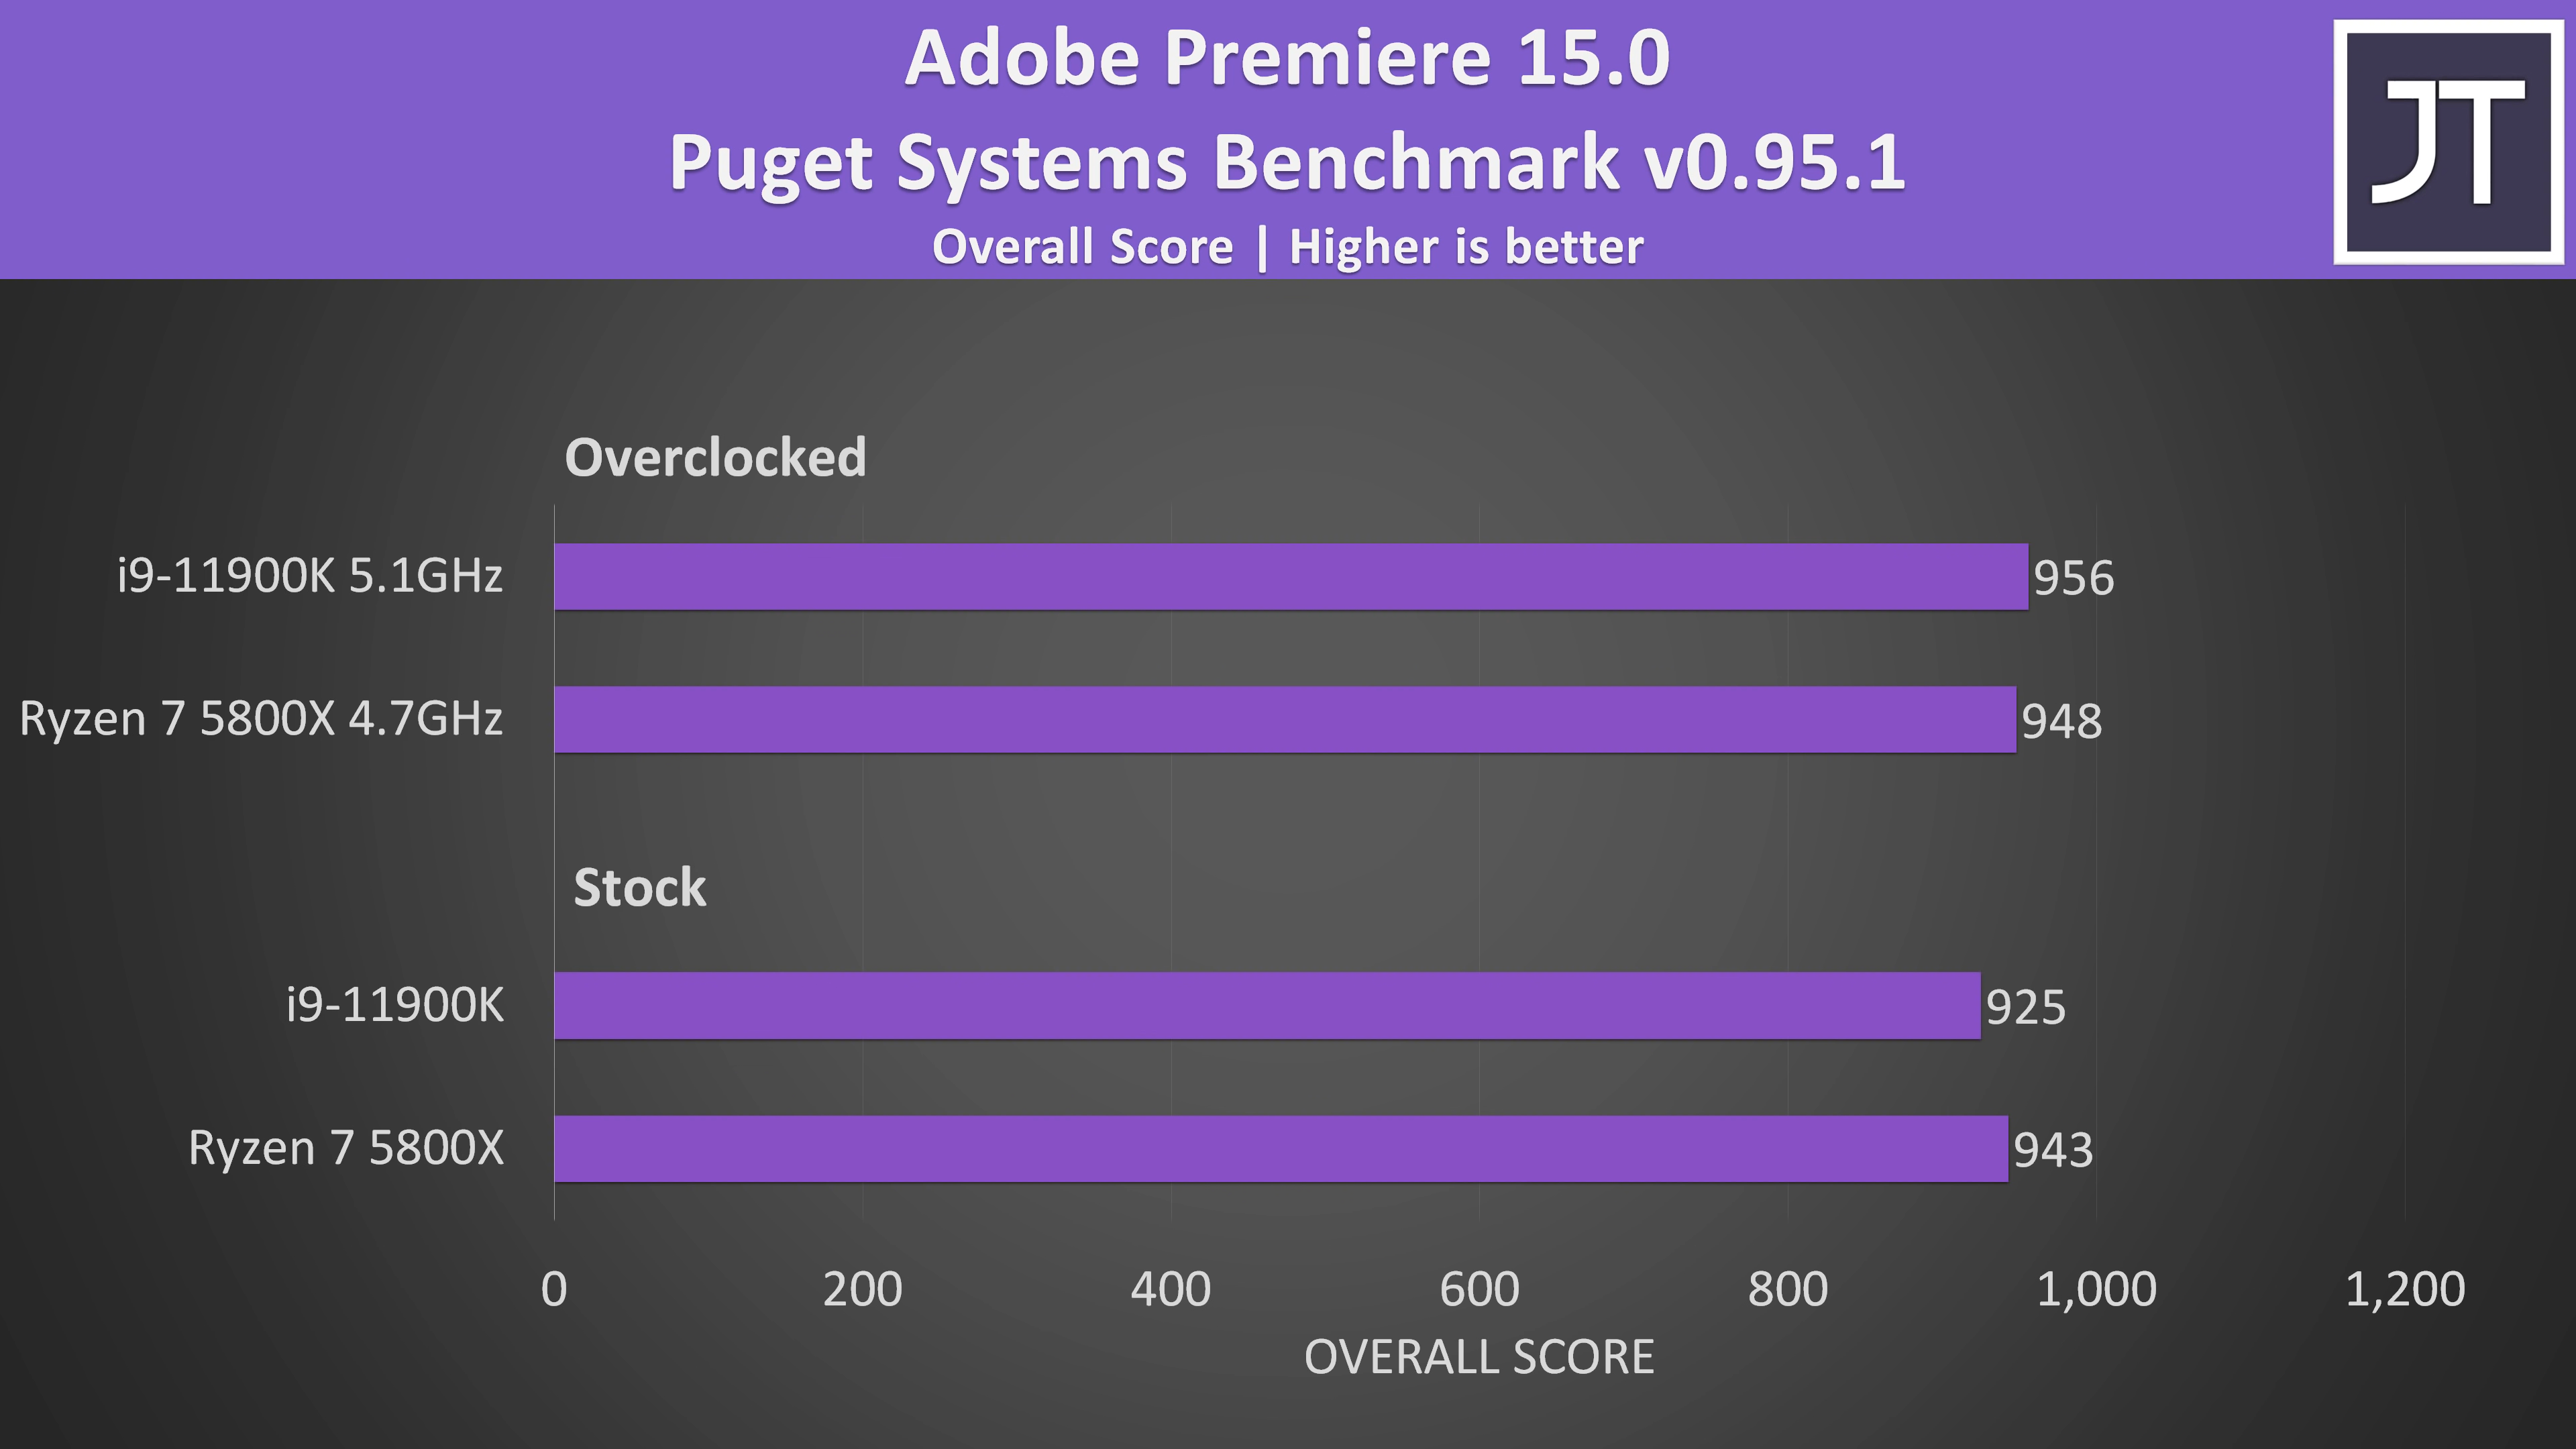 Adobe Premiere 15.0
Puget Systems Benchmark v0.95.1
Overall Score | Higher is better
JT
Overclocked
i9-11900K 5.1GHz 956
Ryzen 7 5800X 4.7GHz 948
Stock
i9-11900K 925
Ryzen 7 5800X 943
0 200 400 600 800 1,000 1,200
OVERALL SCORE